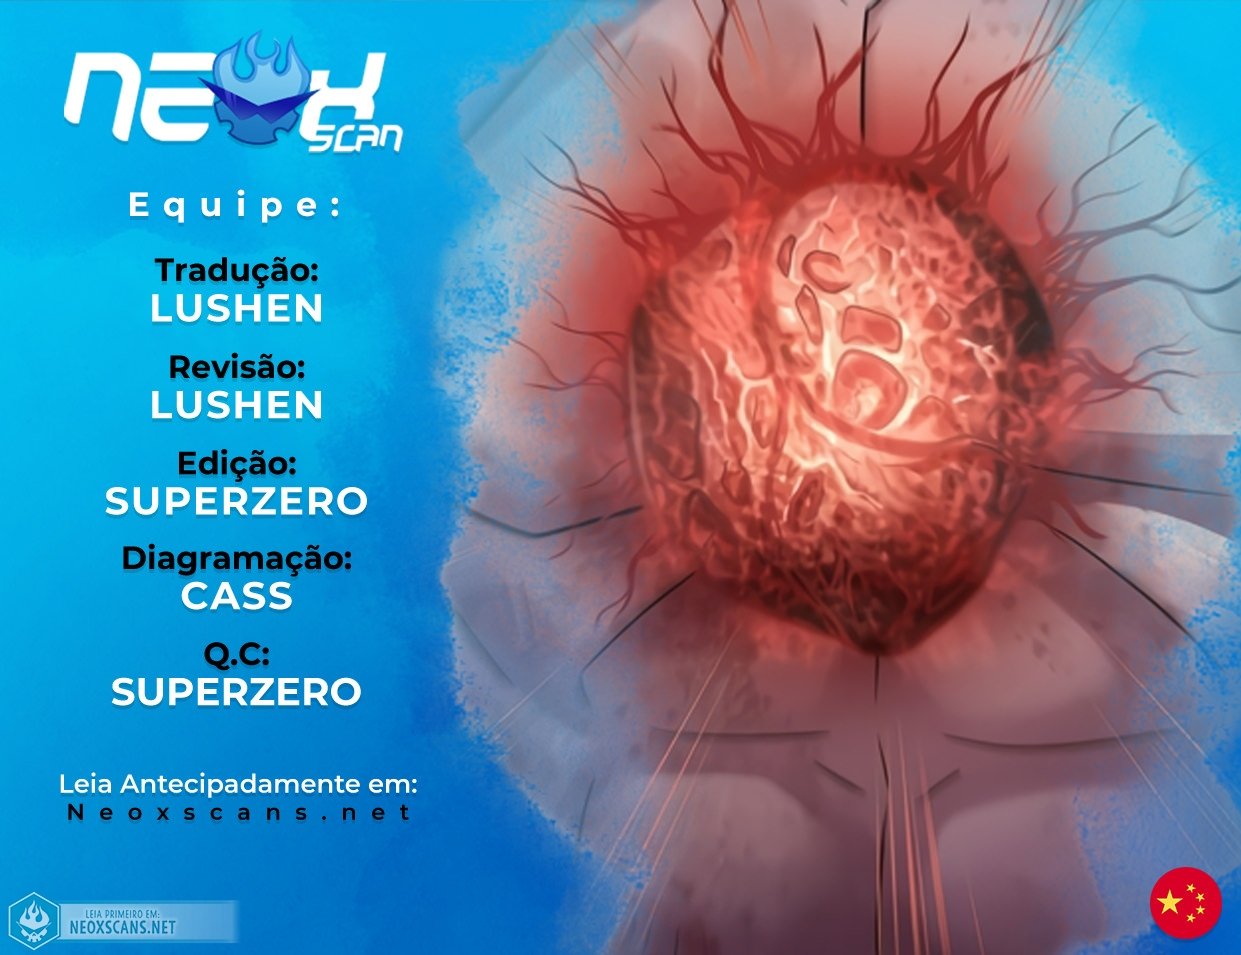 NEOX
SCAN
Equipe:
Tradução:
LUSHEN
Revisão:
LUSHEN
Edição:
SUPERZERO
Diagramação:
CASS
Q.C:
SUPERZERO
Leia Antecipadamente em:
Neoxscans.net
LEIA PRIMEIRO EM:
NEOXSCANS.NET